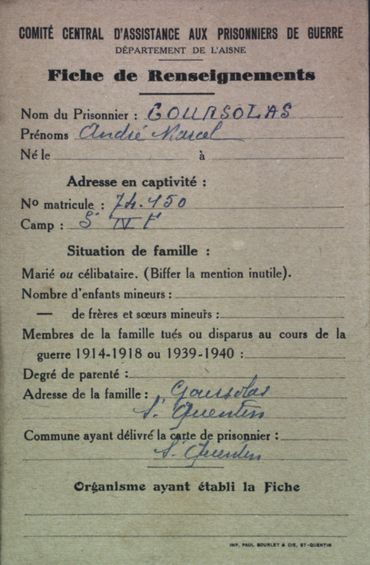 COMITÉ CENTRAL D'ASSISTANCE AUX PRISONNIERS DE GUERRE
DÉPARTEMENT DE L'AISNE
Fiche de Renseignements
Nom du Prisonnier : GOURSOLAS
Prénoms André Marcel
Né le à
Adresse en captivité :
No matricule : 74.150
Camp : St IV F
Situation de famille :
Marié ou célibataire. (Biffer la mention inutile).
Nombre d'enfants mineurs :
— de frères et sœurs mineurs :
Membres de la famille tués ou disparus au cours de la
guerre 1914-1918 ou 1939-1940 :
Degré de parenté :
Adresse de la famille : Goursolas
St Quentin
Commune ayant délivré la carte de prisonnier :
St Quentin
Organisme ayant établi la Fiche
IMP. PAUL BOURLET & CIE, ST-QUENTIN